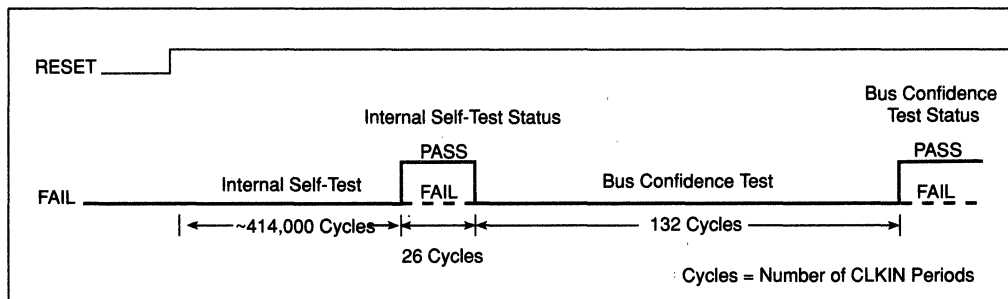 RESET
Internal Self-Test Status
Bus Confidence
Test Status
PASS
PASS
FAIL
Internal Self-Test
FAIL
Bus Confidence Test
FAIL
~414,000 Cycles
132 Cycles
26 Cycles
Cycles = Number of CLKIN Periods